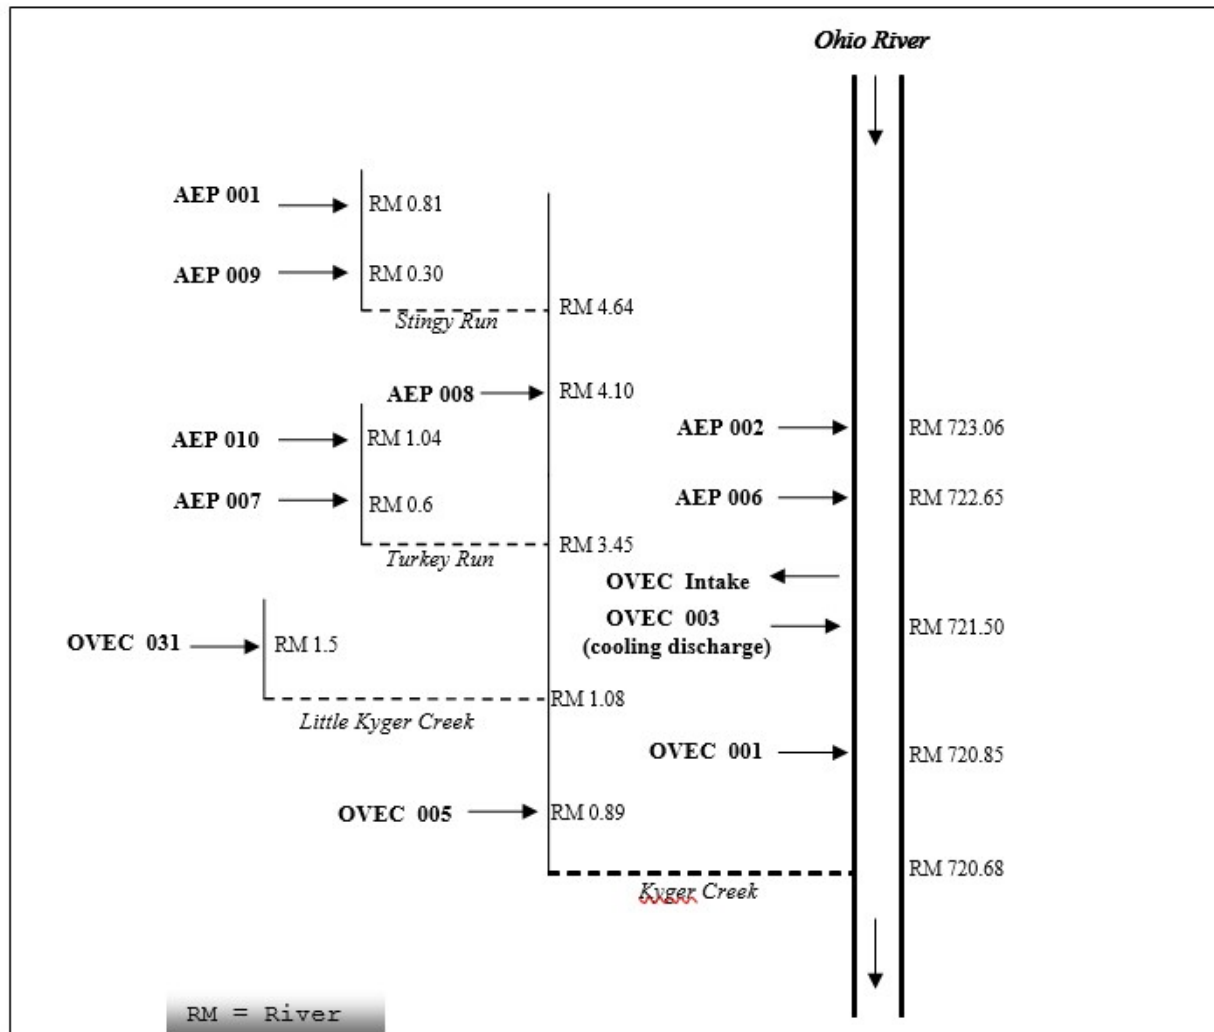 Ohio River
AEP 001
RM 0.81
AEP 009
RM 0.30
Stingy Run
RM 4.64
AEP 008
RM 4.10
AEP 010
RM 1.04
AEP 002
RM 723.06
AEP 007
RM 0.6
AEP 006
RM 722.65
Turkey Run
RM 3.45
OVEC Intake
OVEC 003
(cooling discharge)
RM 721.50
OVEC 031
RM 1.5
Little Kyger Creek
RM 1.08
OVEC 001
RM 720.85
OVEC 005
RM 0.89
Kyger Creek
RM 720.68
RM = River